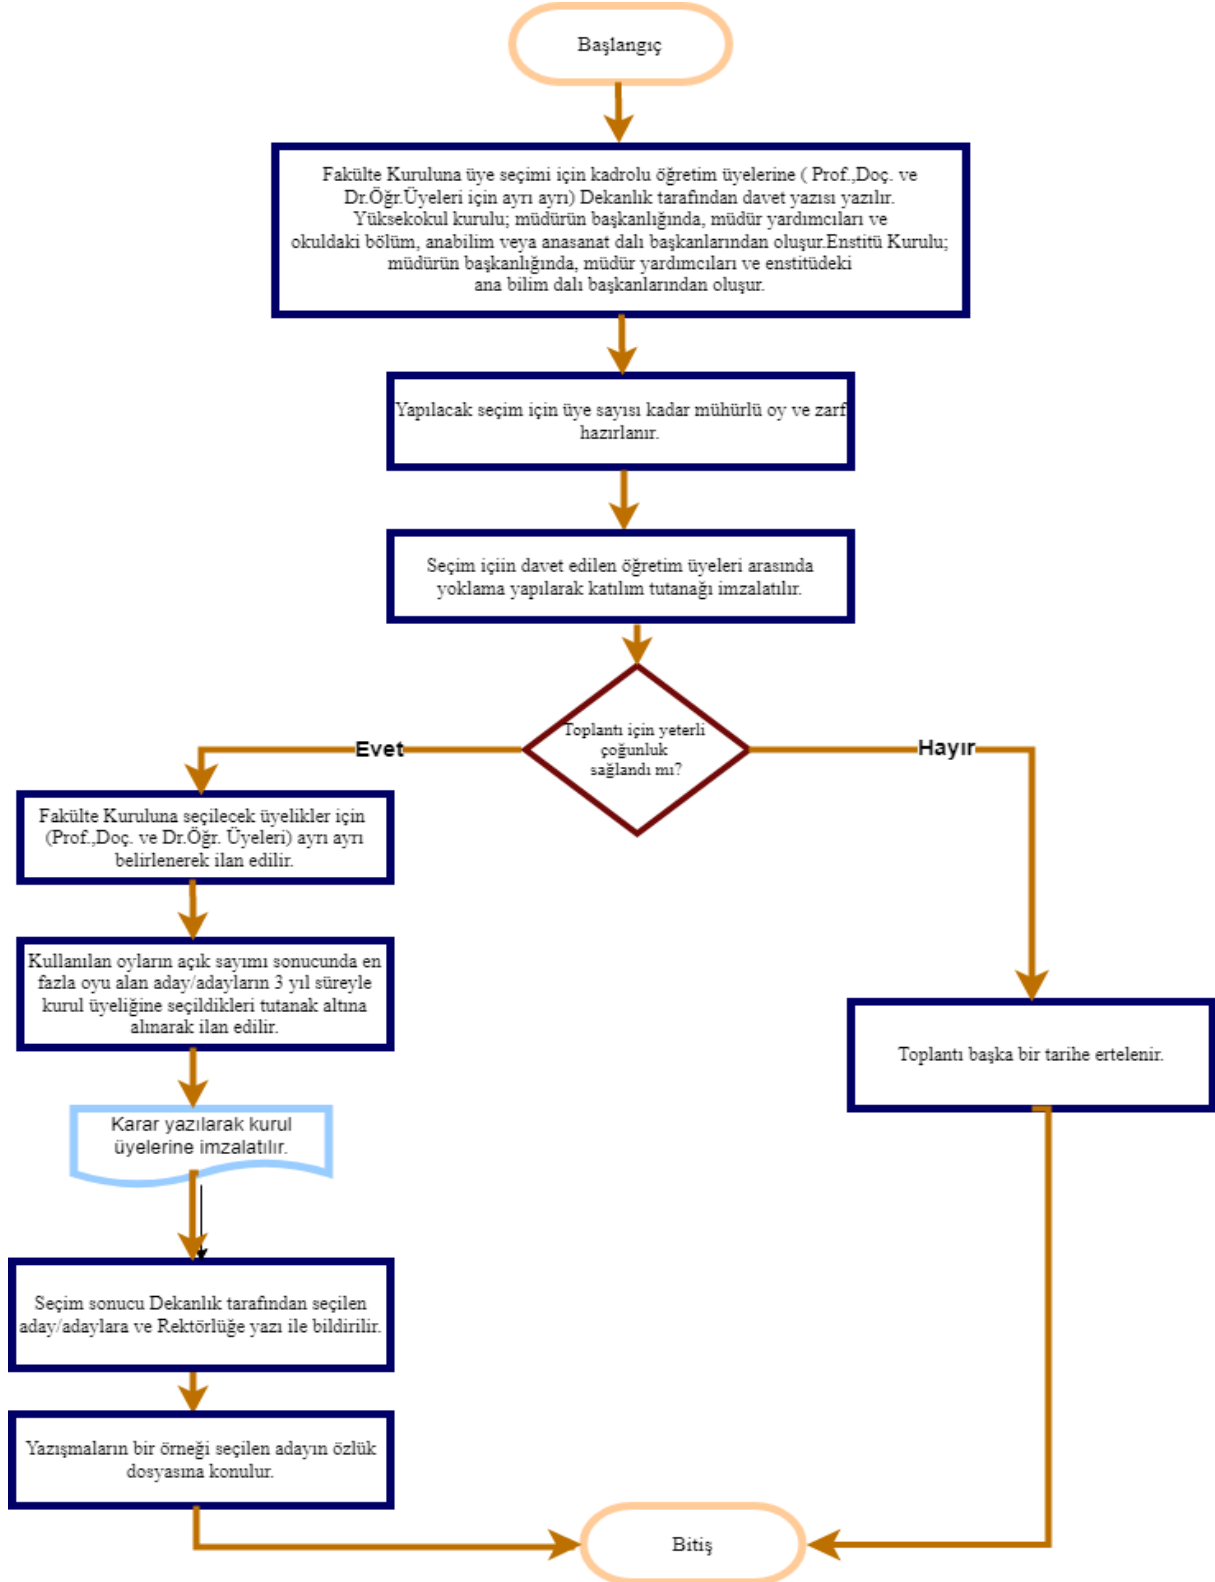 Başlangıç
Fakülte Kuruluna üye seçimi için kadrolu öğretim üyelerine ( Prof.,Doç. ve
Dr.Öğr.Üyeleri için ayrı ayrı) Dekanlık tarafından davet yazısı yazılır.
Yüksekokul kurulu; müdürün başkanlığında, müdür yardımcıları ve
okuldaki bölüm, anabilim veya anasanat dalı başkanlarından oluşur.Enstitü Kurulu;
müdürün başkanlığında, müdür yardımcıları ve enstitüdeki
ana bilim dalı başkanlarından oluşur.
Yapılacak seçim için üye sayısı kadar mühürlü oy ve zarf
hazırlanır.
Seçim içiin davet edilen öğretim üyeleri arasında
yoklama yapılarak katılım tutanağı imzalatılır.
Toplantı için yeterli
çoğunluk
sağlandı mı?
Evet
Hayır
Fakülte Kuruluna seçilecek üyelikler için
(Prof.,Doç. ve Dr.Öğr. Üyeleri) ayrı ayrı
belirlenerek ilan edilir.
Kullanılan oyların açık sayımı sonucunda en
fazla oyu alan aday/adayların 3 yıl süreyle
kurul üyeliğine seçildikleri tutanak altına
alınarak ilan edilir.
Toplantı başka bir tarihe ertelenir.
Karar yazılarak kurul
üyelerine imzalatılır.
Seçim sonucu Dekanlık tarafından seçilen
aday/adaylara ve Rektörlüğe yazı ile bildirilir.
Yazışmaların bir örneği seçilen adayın özlük
dosyasına konulur.
Bitiş